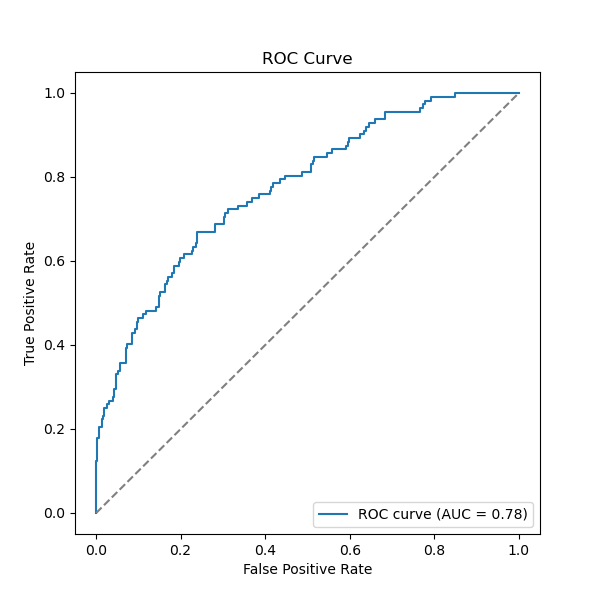 ROC Curve
1.0
0.8
0.6
0.4
0.2
0.0
True Positive Rate
ROC curve (AUC = 0.78)
0.0 0.2 0.4 0.6 0.8 1.0
False Positive Rate